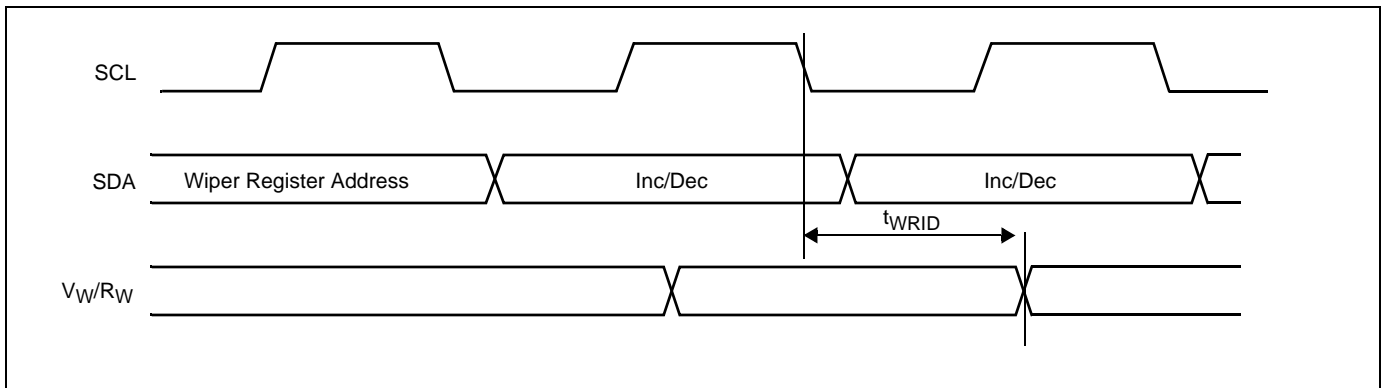 SCL
SDA Wiper Register Address Inc/Dec Inc/Dec
tWRID
VW/RW